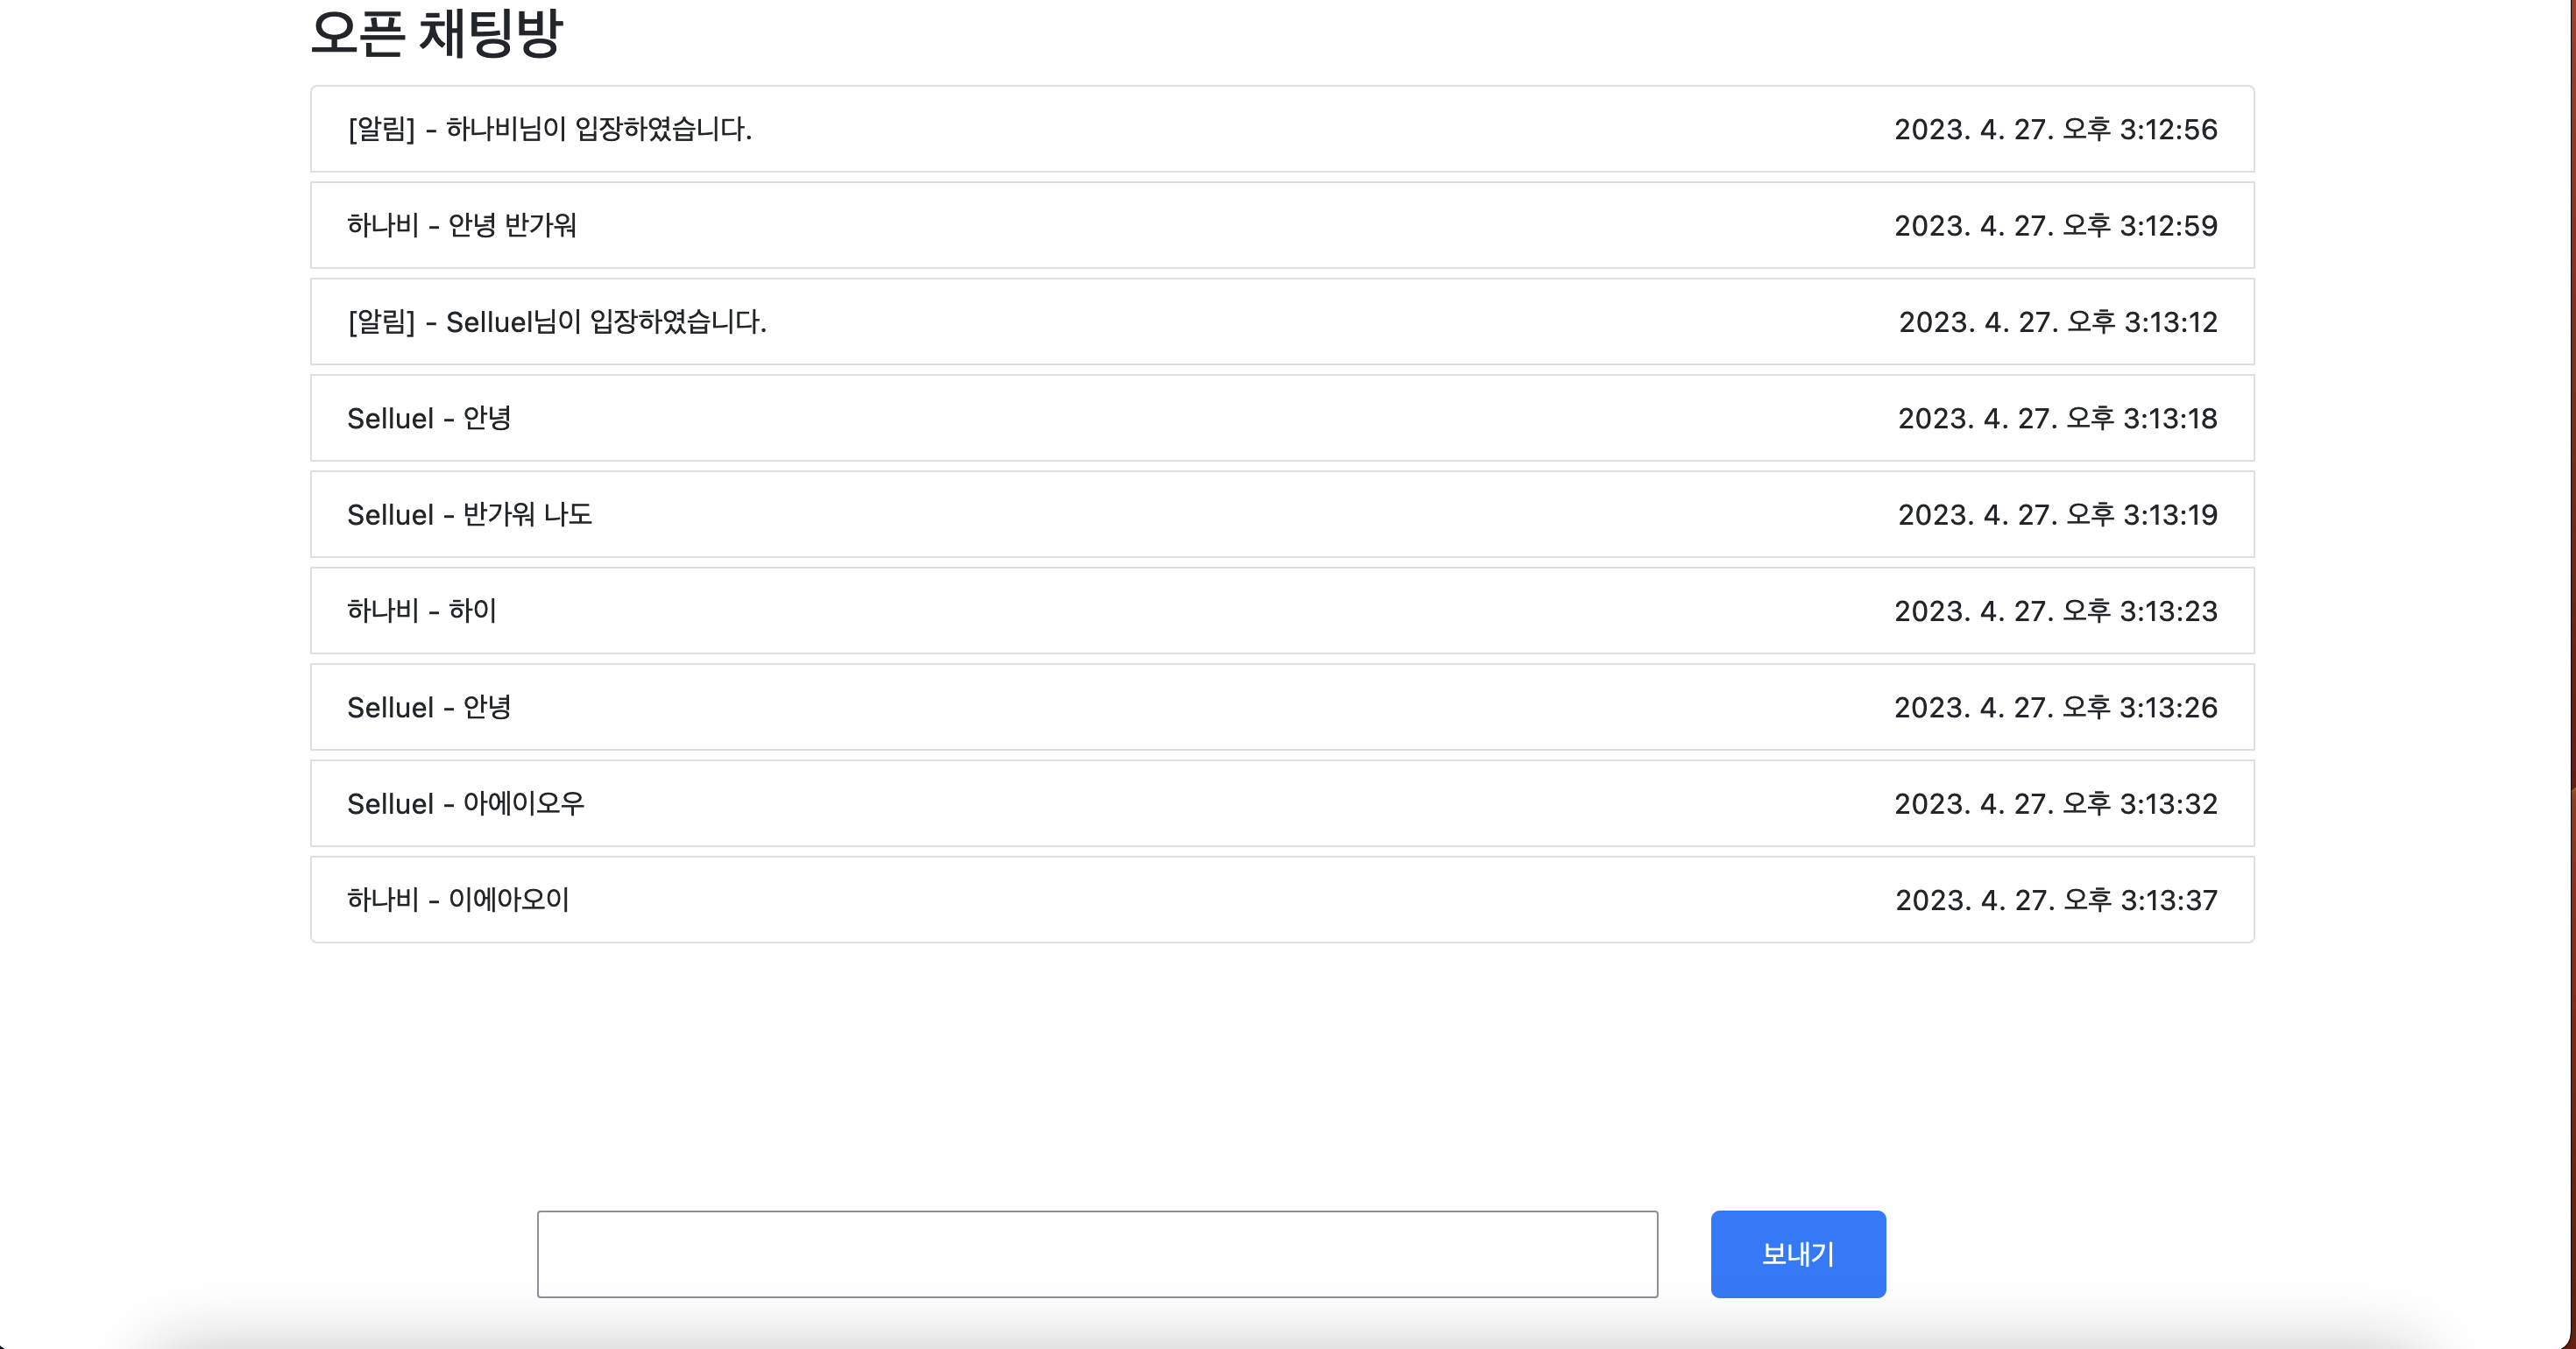 오픈 채팅방
[알림] - 하나비님이 입장하였습니다. 2023. 4. 27. 오후 3:12:56
하나비 - 안녕 반가워 2023. 4. 27. 오후 3:12:59
[알림] - Selluel님이 입장하였습니다. 2023. 4. 27. 오후 3:13:12
Selluel - 안녕 2023. 4. 27. 오후 3:13:18
Selluel - 반가워 나도 2023. 4. 27. 오후 3:13:19
하나비 - 하이 2023. 4. 27. 오후 3:13:23
Selluel - 안녕 2023. 4. 27. 오후 3:13:26
Selluel - 아에이오우 2023. 4. 27. 오후 3:13:32
하나비 - 이에아오이 2023. 4. 27. 오후 3:13:37
보내기